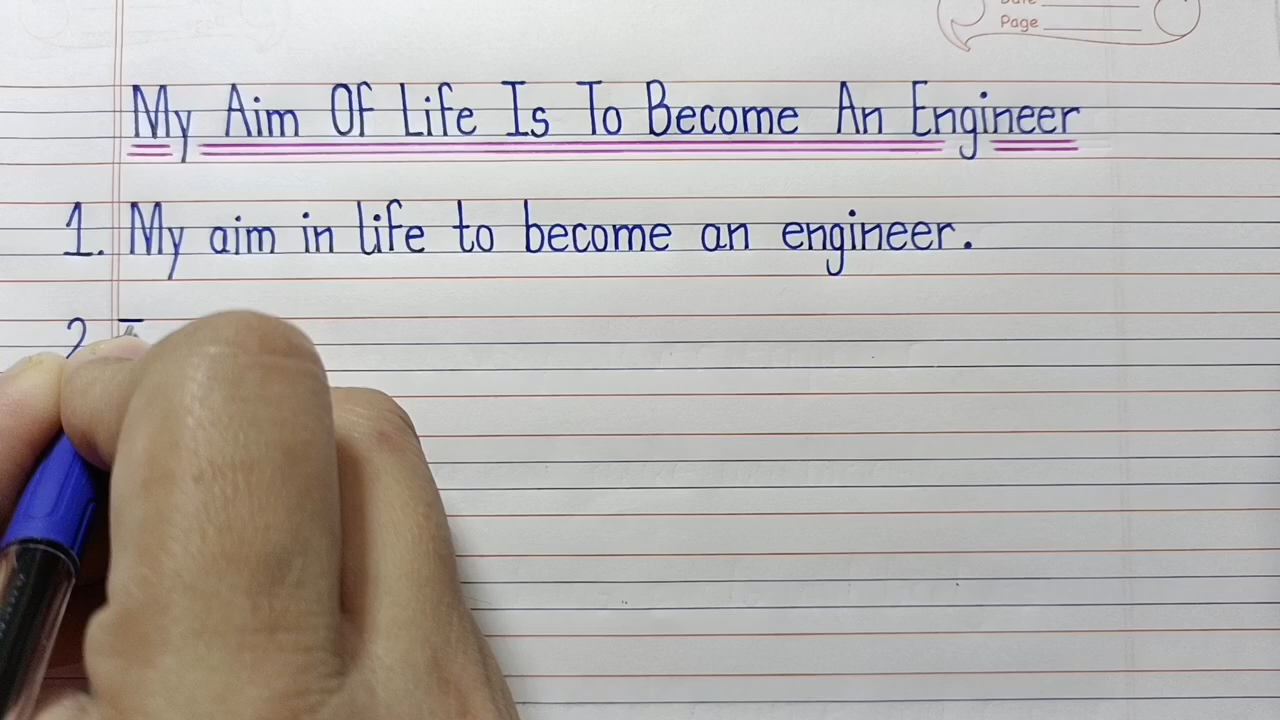 Page
My Aim Of Life Is To Become An Engineer
1. My aim in life to become an engineer.
2